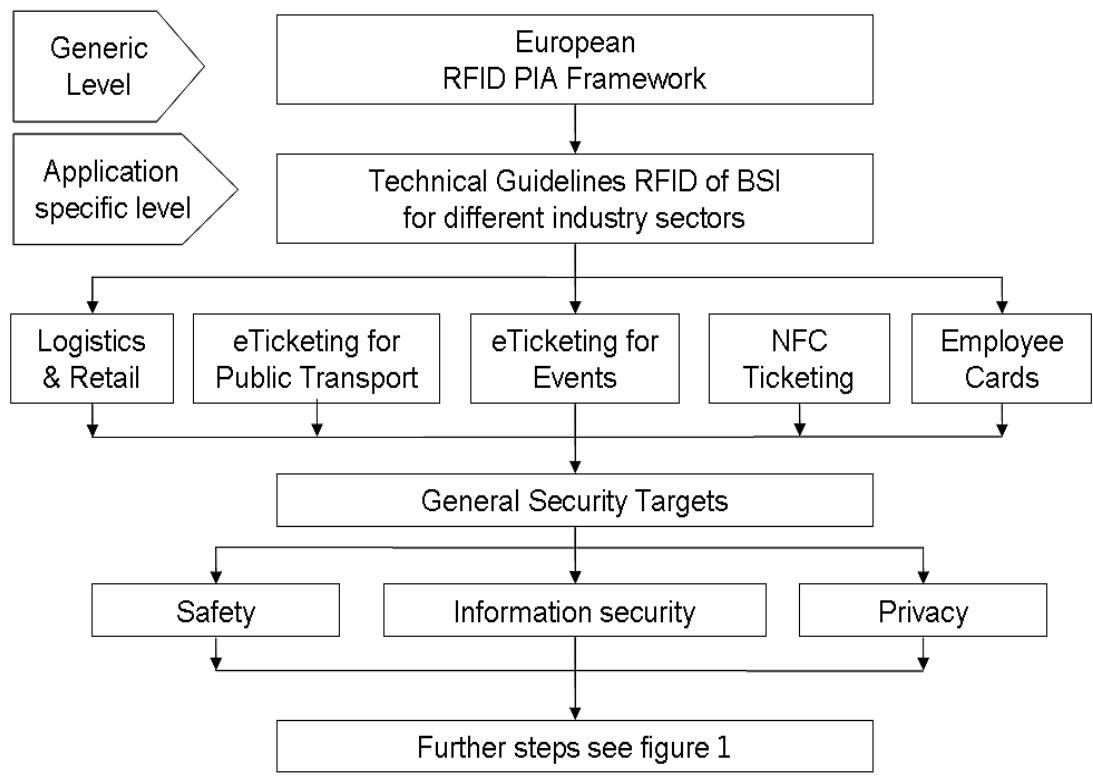 Generic
Level
European
RFID PIA Framework
Application
specific level
Technical Guidelines RFID of BSI
for different industry sectors
Logistics
& Retail
eTicketing for
Public Transport
eTicketing for
Events
NFC
Ticketing
Employee
Cards
General Security Targets
Safety
Information security
Privacy
Further steps see figure 1